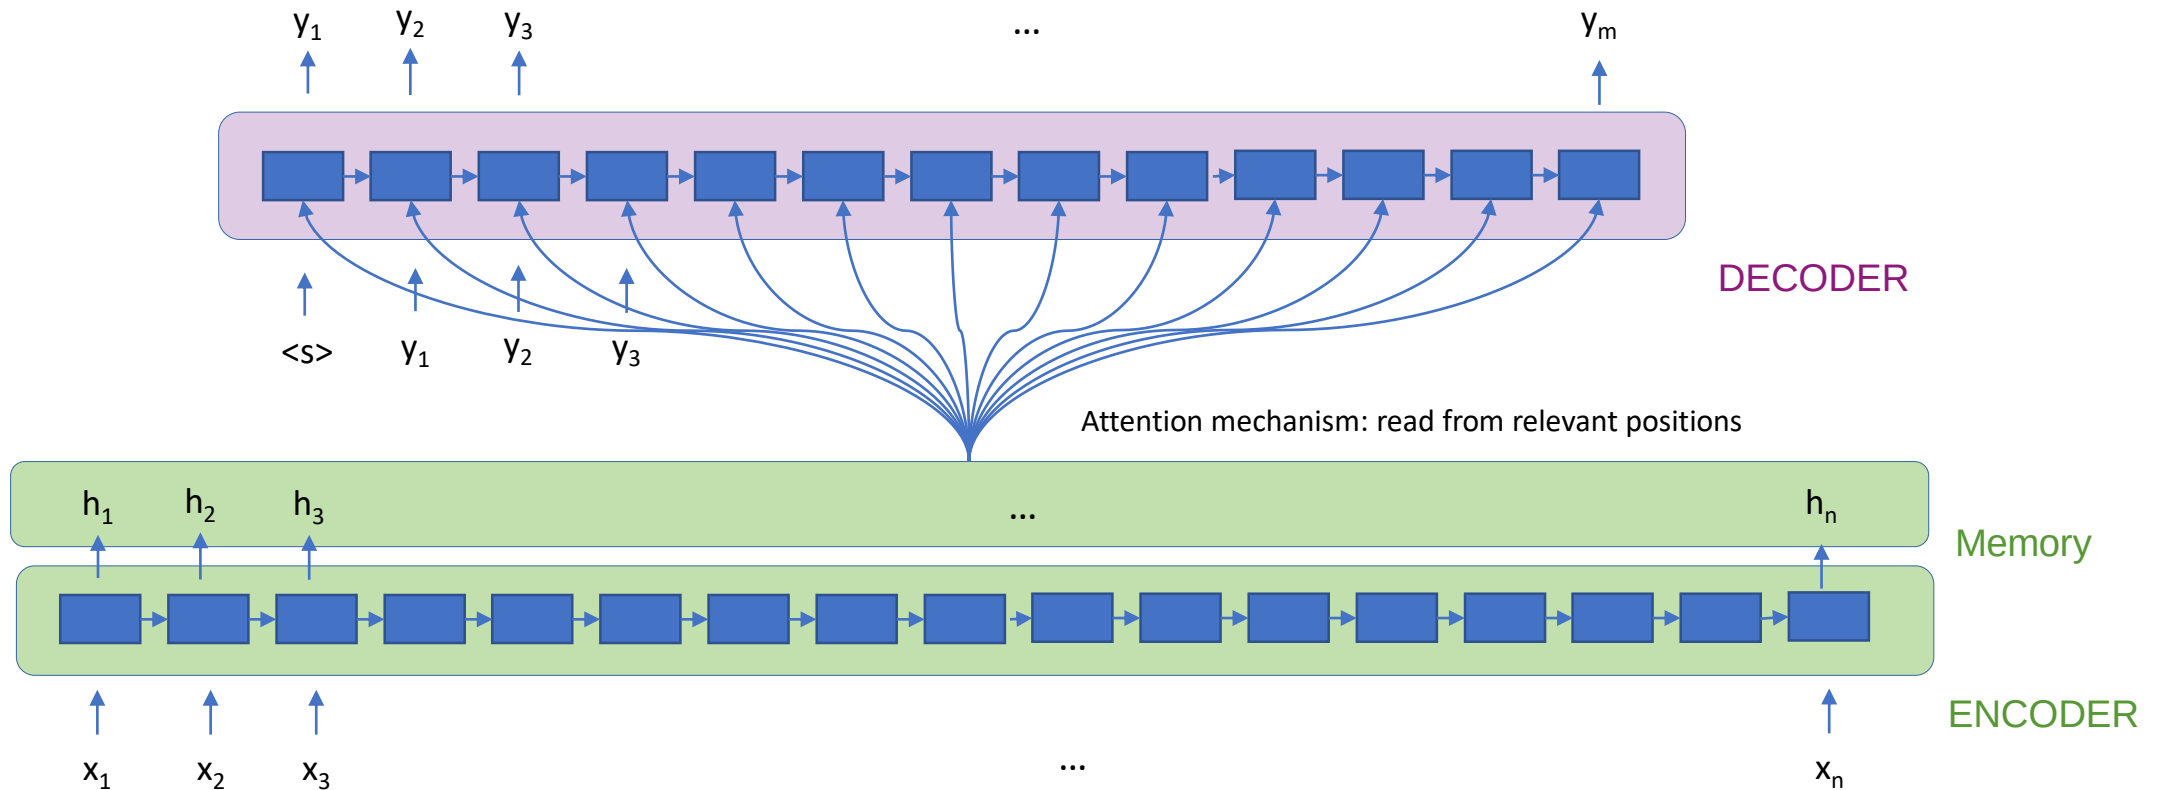 y1 y2 y3 ... ym
DECODER
<s> y1 y2 y3
Attention mechanism: read from relevant positions
h1 h2 h3 ... hn
Memory
ENCODER
x1 x2 x3 ... xn